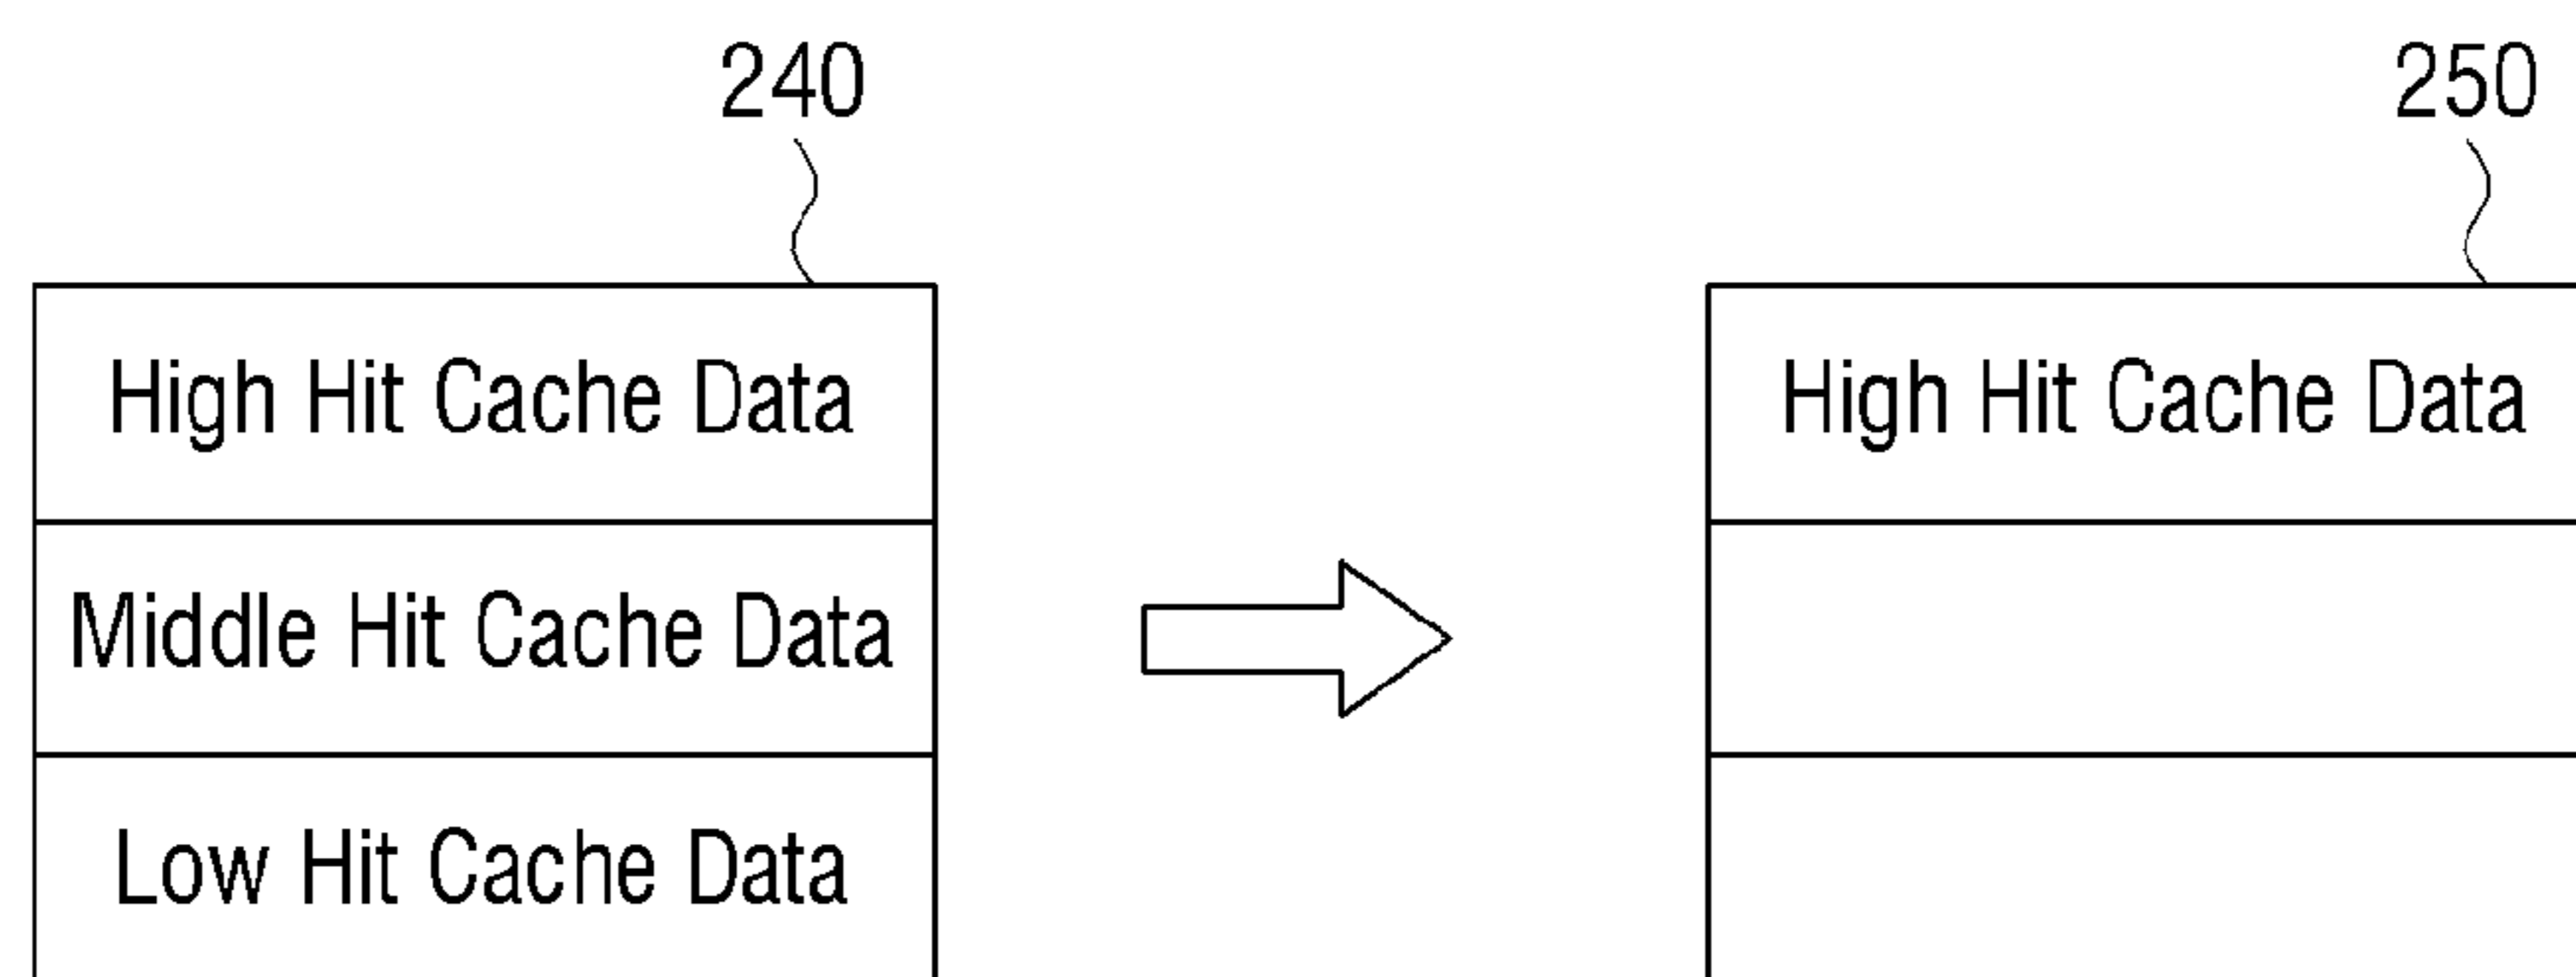 240
250
High Hit Cache Data
High Hit Cache Data
Middle Hit Cache Data
Low Hit Cache Data